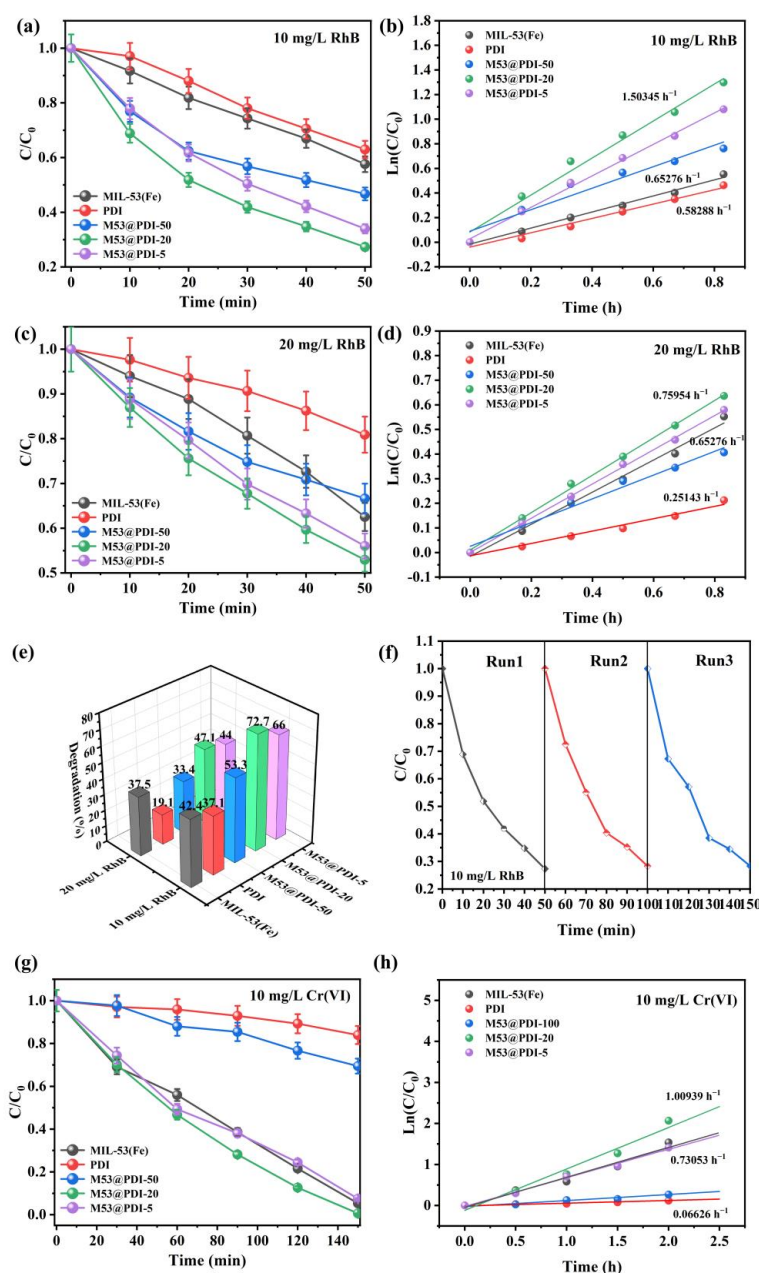 (a)
10 mg/L RhB
C/C0
1.0
0.8
0.6
0.4
0.2
MIL-53(Fe)
PDI
M53@PDI-50
M53@PDI-20
M53@PDI-5
0 10 20 30 40 50
Time (min)
(b)
10 mg/L RhB
Ln(C/C0)
2.0
1.8
1.6
1.4
1.2
1.0
0.8
0.6
0.4
0.2
0.0
-0.2
MIL-53(Fe)
PDI
M53@PDI-50
M53@PDI-20
M53@PDI-5
1.50345 h⁻¹
0.65276 h⁻¹
0.58288 h⁻¹
0.0 0.2 0.4 0.6 0.8 1.0
Time (h)
(c)
20 mg/L RhB
C/C0
1.0
0.9
0.8
0.7
0.6
0.5
MIL-53(Fe)
PDI
M53@PDI-50
M53@PDI-20
M53@PDI-5
0 10 20 30 40 50
Time (min)
(d)
20 mg/L RhB
Ln(C/C0)
0.9
0.8
0.7
0.6
0.5
0.4
0.3
0.2
0.1
0.0
-0.1
MIL-53(Fe)
PDI
M53@PDI-50
M53@PDI-20
M53@PDI-5
0.75954 h⁻¹
0.65276 h⁻¹
0.25143 h⁻¹
0.0 0.2 0.4 0.6 0.8 1.0
Time (h)
(e)
Degradation (%)
80
70
60
50
40
30
20
10
0
37.5
19.1
33.4
47.1
44
42.4
37.1
53.3
72.7
66
20 mg/L RhB
10 mg/L RhB
MIL-53(Fe)
PDI
M53@PDI-50
M53@PDI-20
M53@PDI-5
(f)
C/C0
1.1
1.0
0.9
0.8
0.7
0.6
0.5
0.4
0.3
0.2
Run1 Run2 Run3
10 mg/L RhB
0 10 20 30 40 50 60 70 80 90 100 110 120 130 140 150
Time (min)
(g)
10 mg/L Cr(VI)
C/C0
1.0
0.8
0.6
0.4
0.2
0.0
MIL-53(Fe)
PDI
M53@PDI-50
M53@PDI-20
M53@PDI-5
0 20 40 60 80 100 120 140
Time (min)
(h)
10 mg/L Cr(VI)
Ln(C/C0)
5
4
3
2
1
0
MIL-53(Fe)
PDI
M53@PDI-100
M53@PDI-20
M53@PDI-5
1.00939 h⁻¹
0.73053 h⁻¹
0.06626 h⁻¹
0.0 0.5 1.0 1.5 2.0 2.5
Time (h)